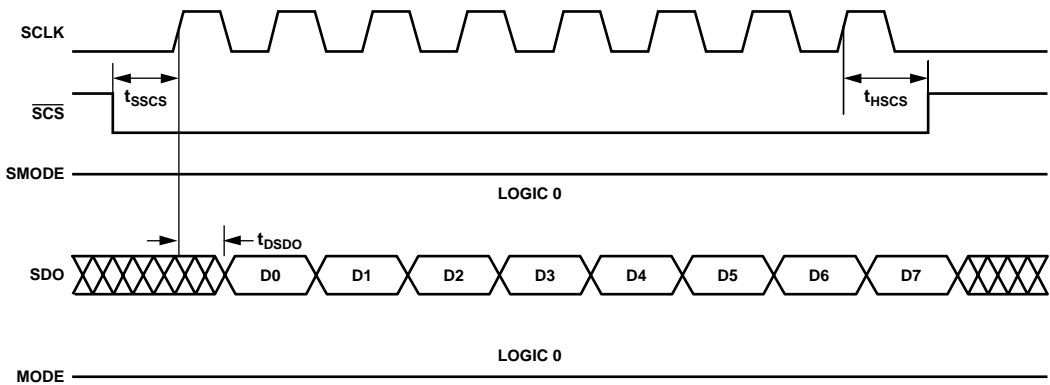 SCLK
tSSCS
tHSCS
SCS
SMODE
LOGIC 0
tDSDO
SDO
D0 D1 D2 D3 D4 D5 D6 D7
LOGIC 0
MODE